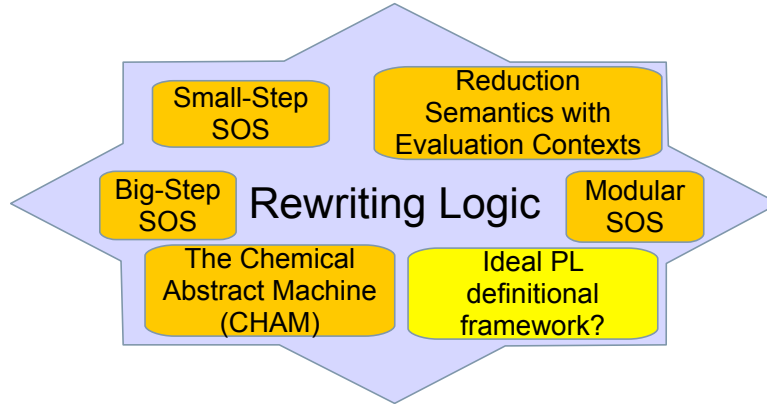 Small-Step
SOS
Reduction
Semantics with
Evaluation Contexts
Big-Step
SOS
Rewriting Logic
Modular
SOS
The Chemical
Abstract Machine
(CHAM)
Ideal PL
definitional
framework?